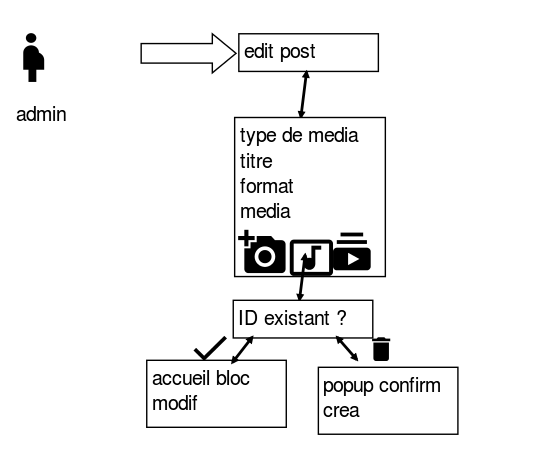 edit post
admin
type de media
titre
format
media
ID existant ?
accueil bloc
modif
popup confirm
crea